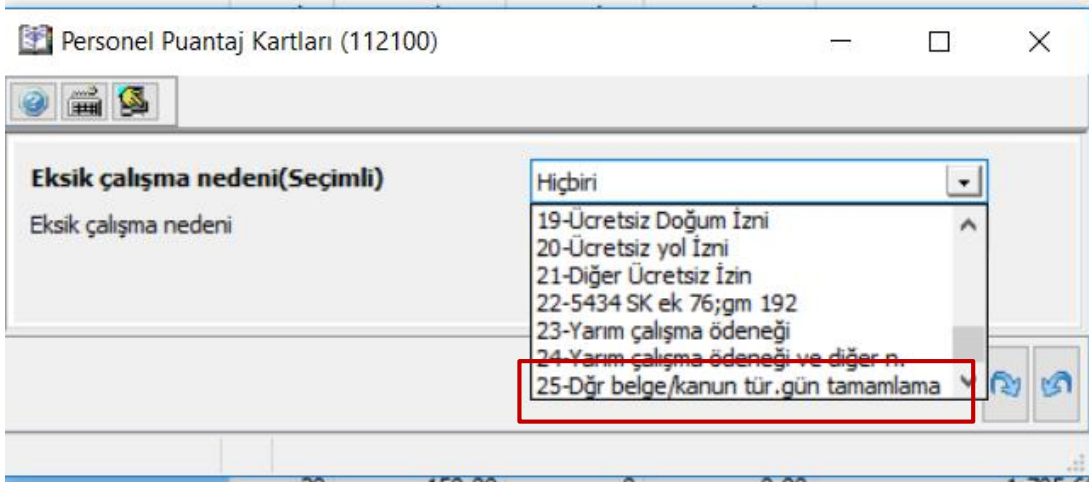 Personel Puantaj Kartları (112100)
Eksik çalışma nedeni(Seçimli)
Hiçbiri
Eksik çalışma nedeni
19-Ücretsiz Doğum İzni
20-Ücretsiz yol İzni
21-Diğer Ücretsiz İzin
22-5434 SK ek 76;gm 192
23-Yarım çalışma ödeneği
24-Yarım çalışma ödeneği ve diğer n.
25-Dğr belge/kanun tür.gün tamamlama